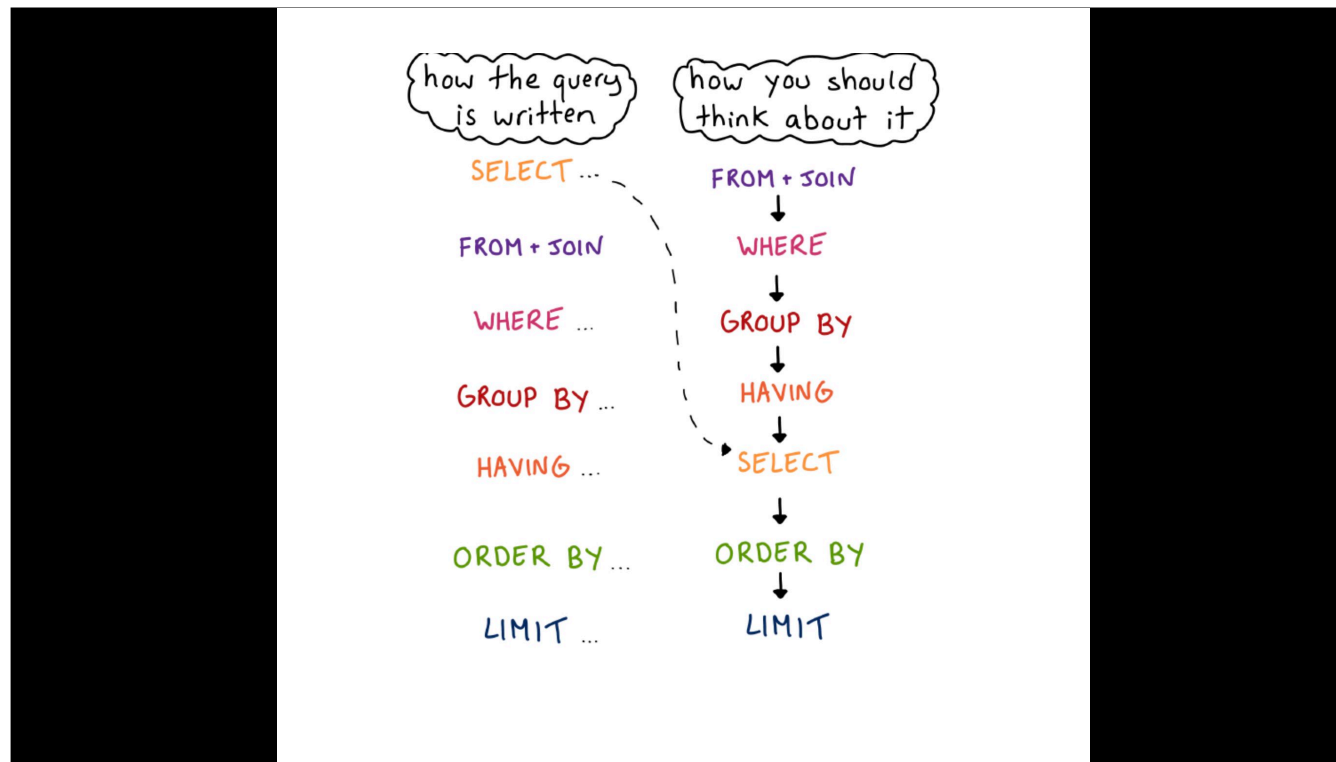 how the query
is written
SELECT ...
FROM + JOIN
WHERE ...
GROUP BY ...
HAVING ...
ORDER BY ...
LIMIT ...
how you should
think about it
FROM + JOIN
WHERE
GROUP BY
HAVING
SELECT
ORDER BY
LIMIT